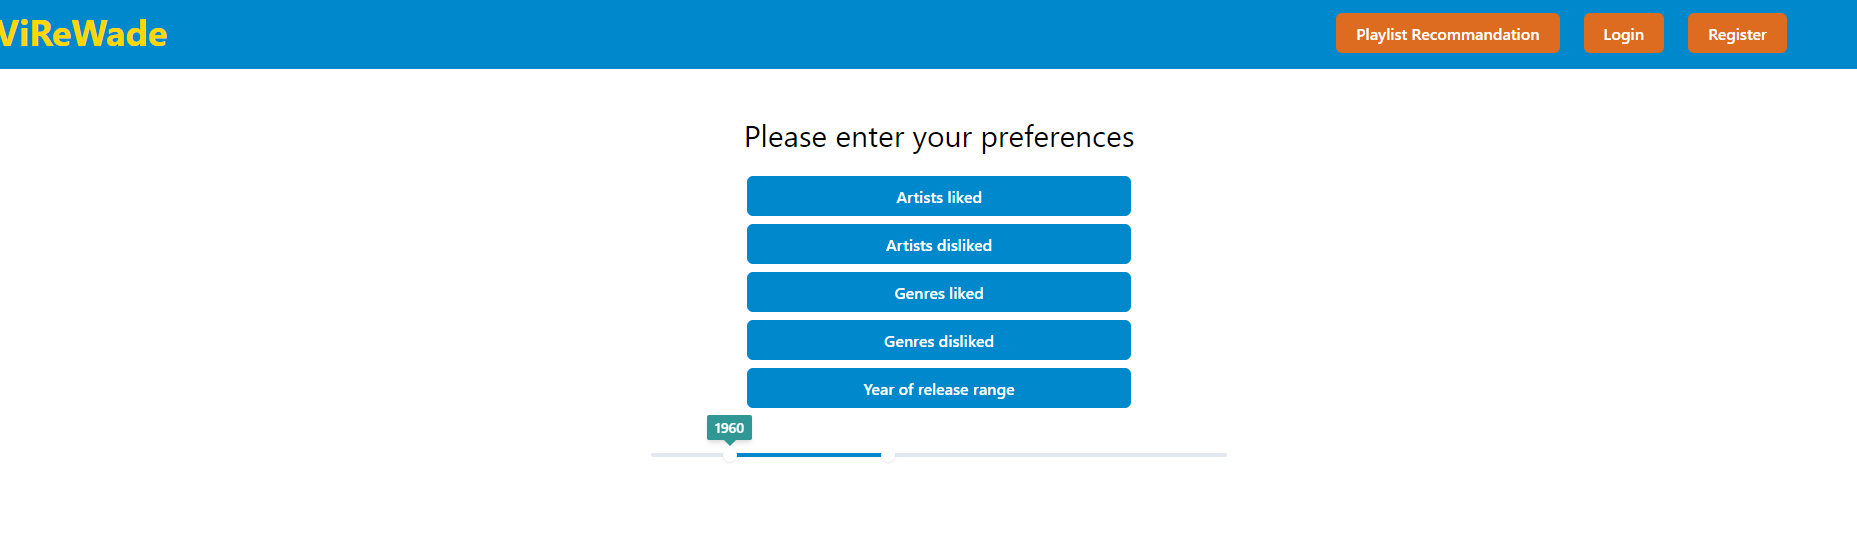 ViReWade
Playlist Recommandation
Login
Register
Please enter your preferences
Artists liked
Artists disliked
Genres liked
Genres disliked
Year of release range
1960